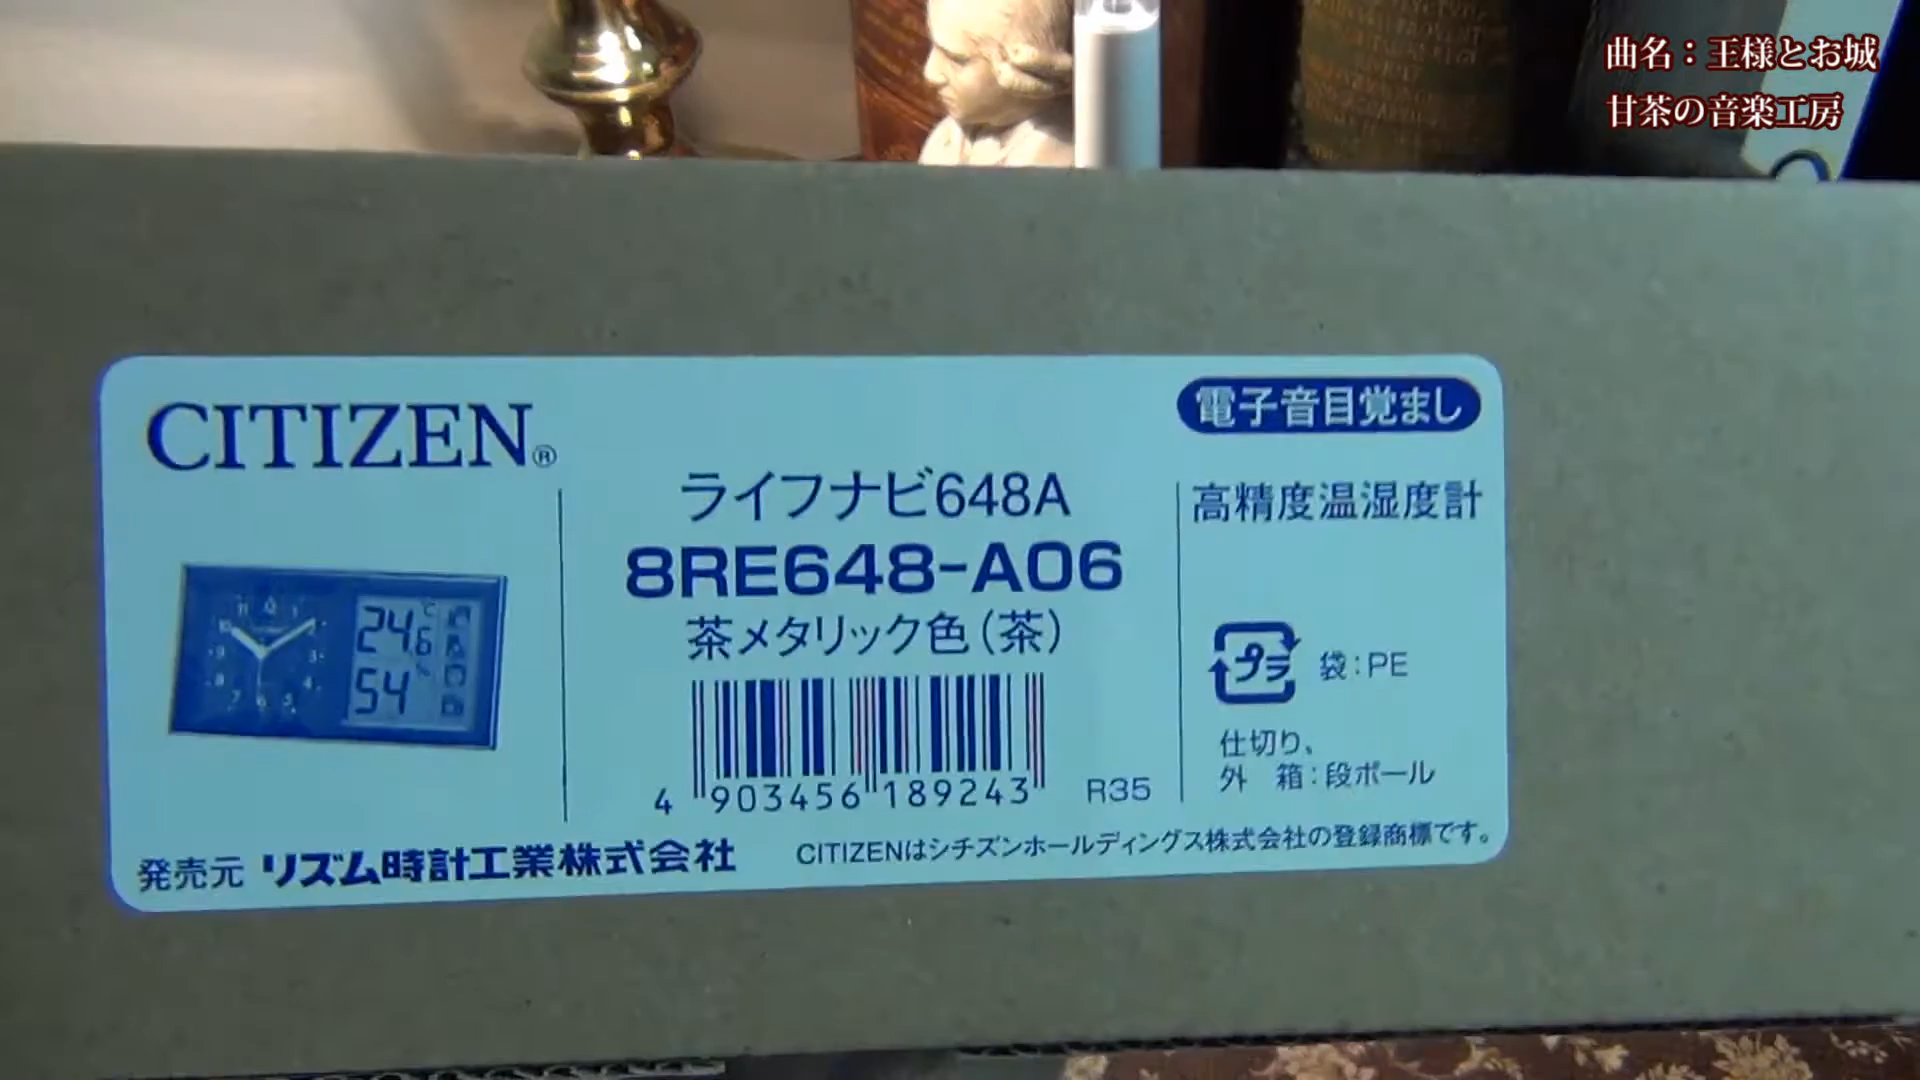 曲名：王様とお城
甘茶の音楽工房
CITIZEN®
電子音目覚まし
ライフナビ648A
8RE648-A06
茶メタリック色(茶)
高精度温湿度計
24.6℃
54%
プラ 袋:PE
仕切り、
外 箱:段ボール
4 903456 189243 R35
発売元 リズム時計工業株式会社
CITIZENはシチズンホールディングス株式会社の登録商標です。